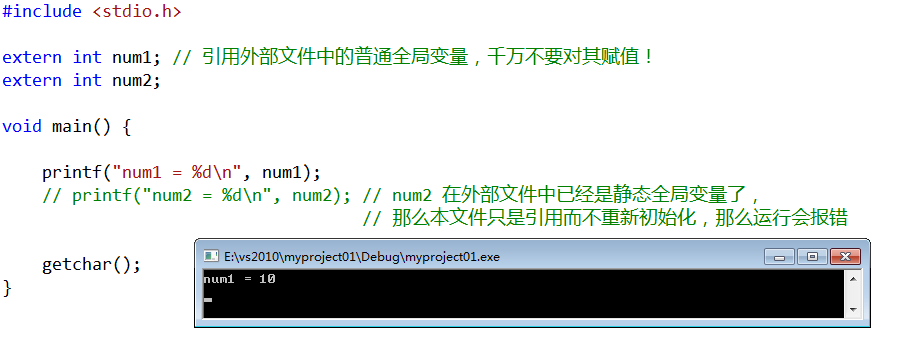 #include <stdio.h>
extern int num1; // 引用外部文件中的普通全局变量，千万不要对其赋值！
extern int num2;
void main() {
printf("num1 = %d\n", num1);
// printf("num2 = %d\n", num2); // num2 在外部文件中已经是静态全局变量了，
// 那么本文件只是引用而不重新初始化，那么运行会报错
getchar();
}
E:\vs2010\myproject01\Debug\myproject01.exe
num1 = 10